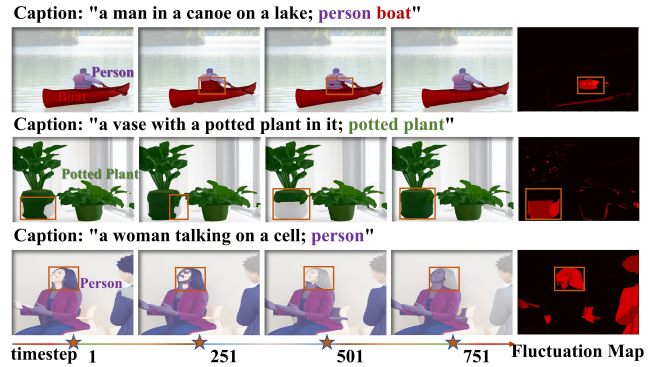 Caption: "a man in a canoe on a lake; person boat"
Person
Boat
Caption: "a vase with a potted plant in it; potted plant"
Potted Plant
Caption: "a woman talking on a cell; person"
Person
timestep 1 251 501 751 Fluctuation Map